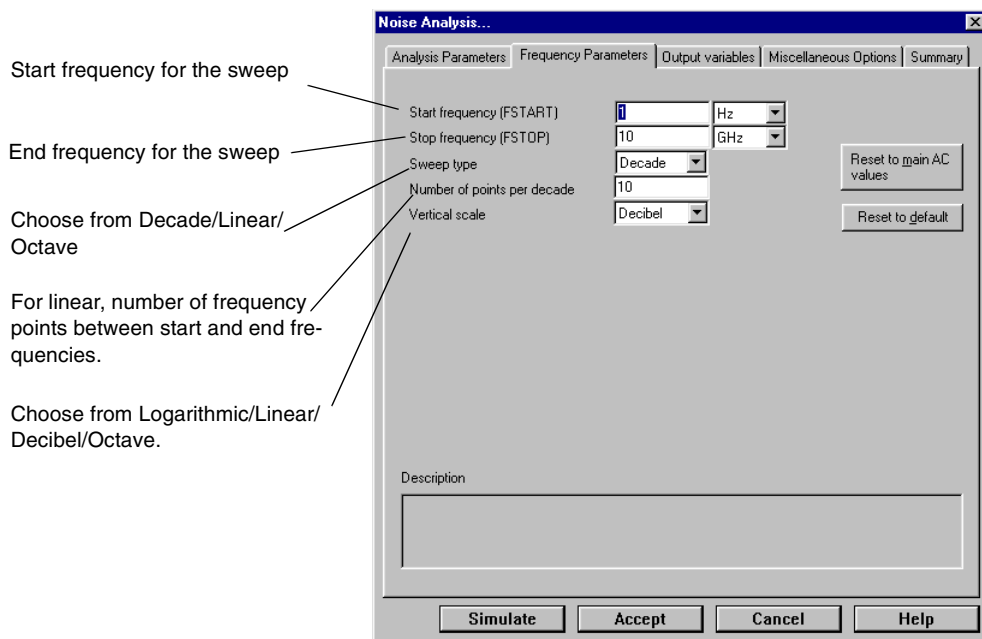 Noise Analysis...
Analysis Parameters
Frequency Parameters
Output variables
Miscellaneous Options
Summary
Start frequency for the sweep
End frequency for the sweep
Choose from Decade/Linear/
Octave
For linear, number of frequency
points between start and end fre-
quencies.
Choose from Logarithmic/Linear/
Decibel/Octave.
Start frequency (FSTART)
1
Hz
Stop frequency (FSTOP)
10
GHz
Sweep type
Decade
Number of points per decade
10
Vertical scale
Decibel
Reset to main AC
values
Reset to default
Description
Simulate
Accept
Cancel
Help